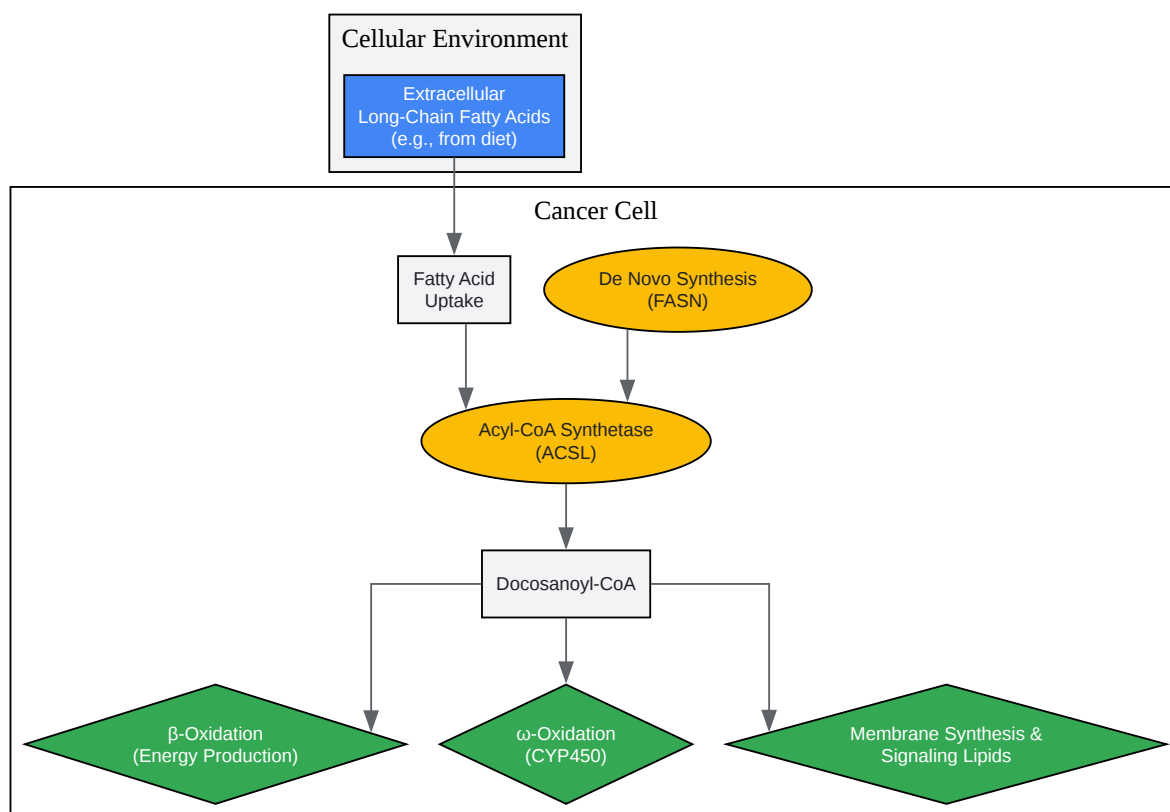 Cellular Environment
Extracellular
Long-Chain Fatty Acids
(e.g., from diet)
Cancer Cell
Fatty Acid
Uptake
De Novo Synthesis
(FASN)
Acyl-CoA Synthetase
(ACSL)
Docosanoyl-CoA
β-Oxidation
(Energy Production)
ω-Oxidation
(CYP450)
Membrane Synthesis &
Signaling Lipids